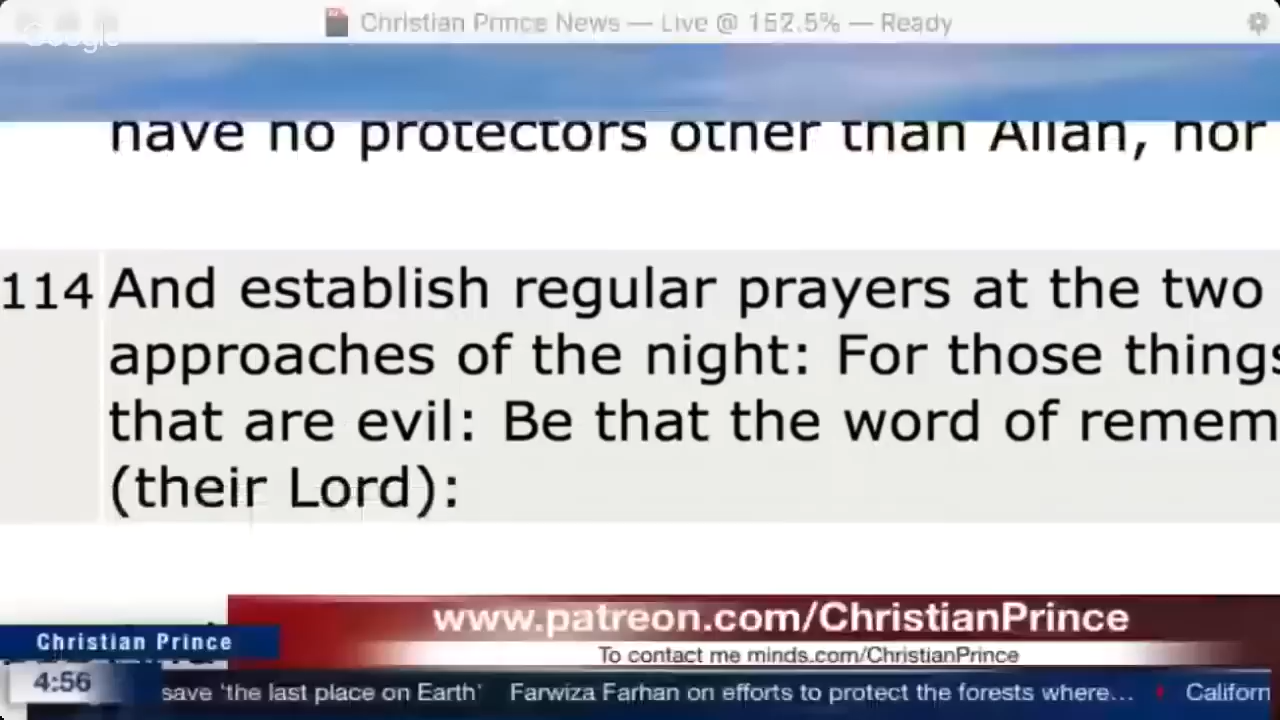 Christian Prince News — Live @ 152.5% — Ready
Google
have no protectors other than Allah, nor
114 And establish regular prayers at the two
approaches of the night: For those things
that are evil: Be that the word of remem
(their Lord):
www.patreon.com/ChristianPrince
Christian Prince
To contact me minds.com/ChristianPrince
4:56
save 'the last place on Earth' Farwiza Farhan on efforts to protect the forests where... Californ